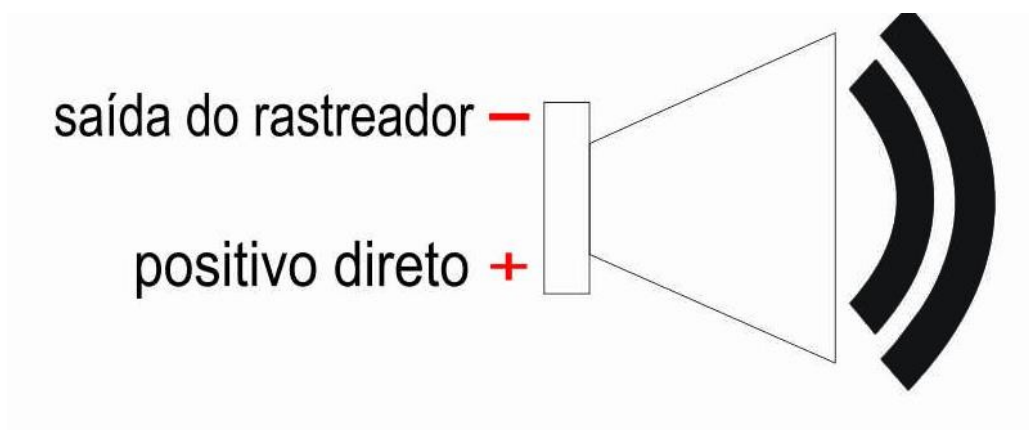 saída do rastreador −
positivo direto +